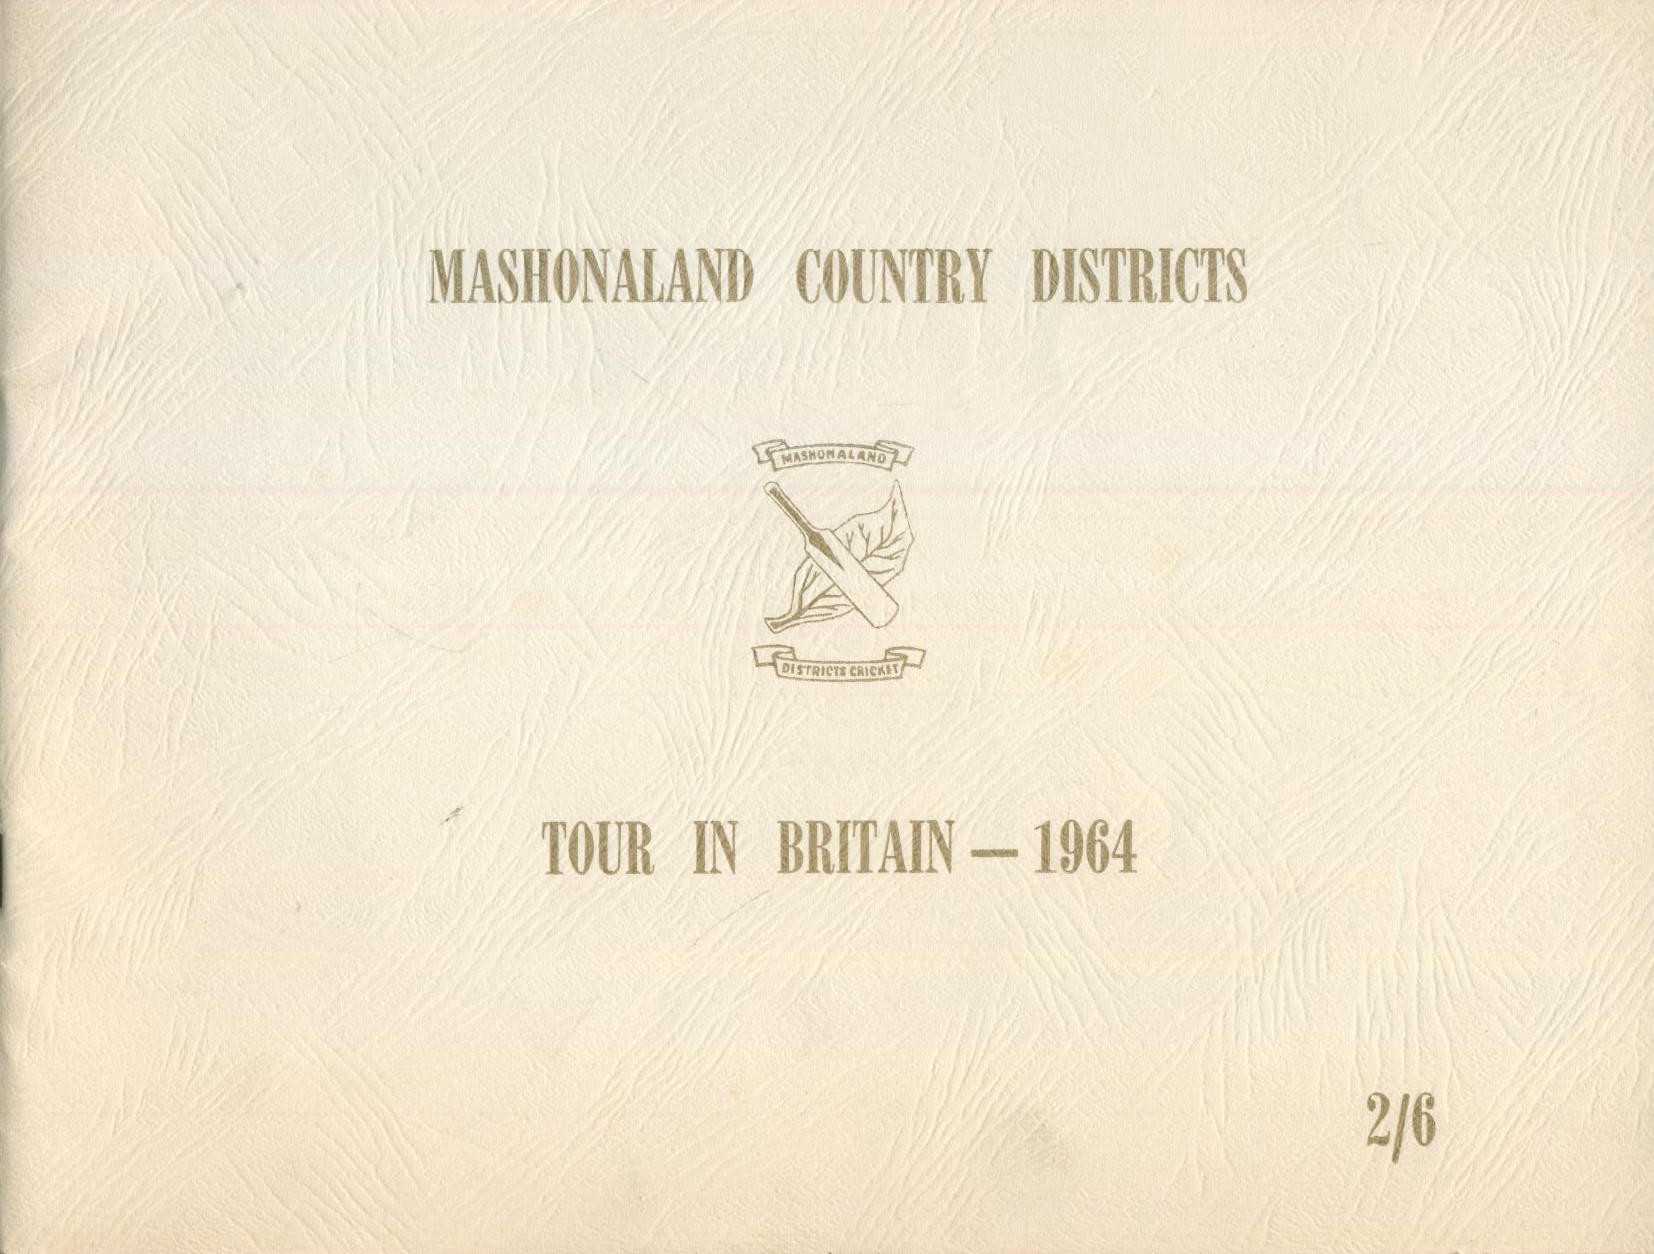 MASHONALAND COUNTRY DISTRICTS
MASHONALAND
DISTRICTS CRICKET
TOUR IN BRITAIN — 1964
2/6